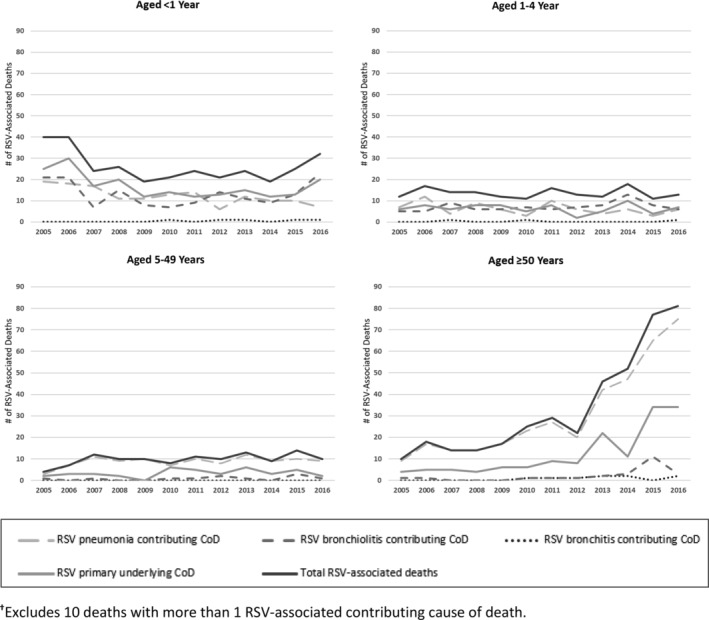 Aged <1 Year
# of RSV-Associated Deaths
90
80
70
60
50
40
30
20
10
0
2005 2006 2007 2008 2009 2010 2011 2012 2013 2014 2015 2016
Aged 1-4 Year
# of RSV-Associated Deaths
90
80
70
60
50
40
30
20
10
0
2005 2006 2007 2008 2009 2010 2011 2012 2013 2014 2015 2016
Aged 5-49 Years
# of RSV-Associated Deaths
90
80
70
60
50
40
30
20
10
0
2005 2006 2007 2008 2009 2010 2011 2012 2013 2014 2015 2016
Aged ≥50 Years
# of RSV-Associated Deaths
90
80
70
60
50
40
30
20
10
0
2005 2006 2007 2008 2009 2010 2011 2012 2013 2014 2015 2016
RSV pneumonia contributing CoD RSV bronchiolitis contributing CoD RSV bronchitis contributing CoD
RSV primary underlying CoD Total RSV-associated deaths
†Excludes 10 deaths with more than 1 RSV-associated contributing cause of death.